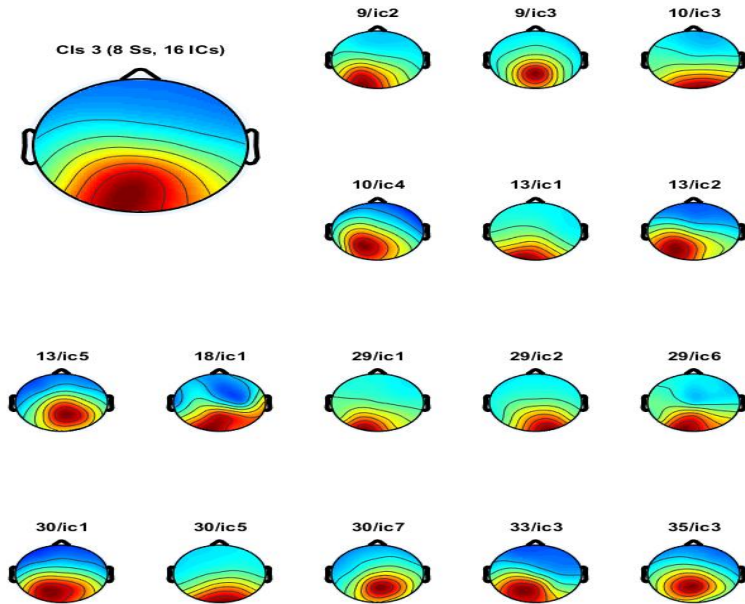 9/ic2 9/ic3 10/ic3
Cls 3 (8 Ss, 16 ICs)
10/ic4 13/ic1 13/ic2
13/ic5 18/ic1 29/ic1 29/ic2 29/ic6
30/ic1 30/ic5 30/ic7 33/ic3 35/ic3